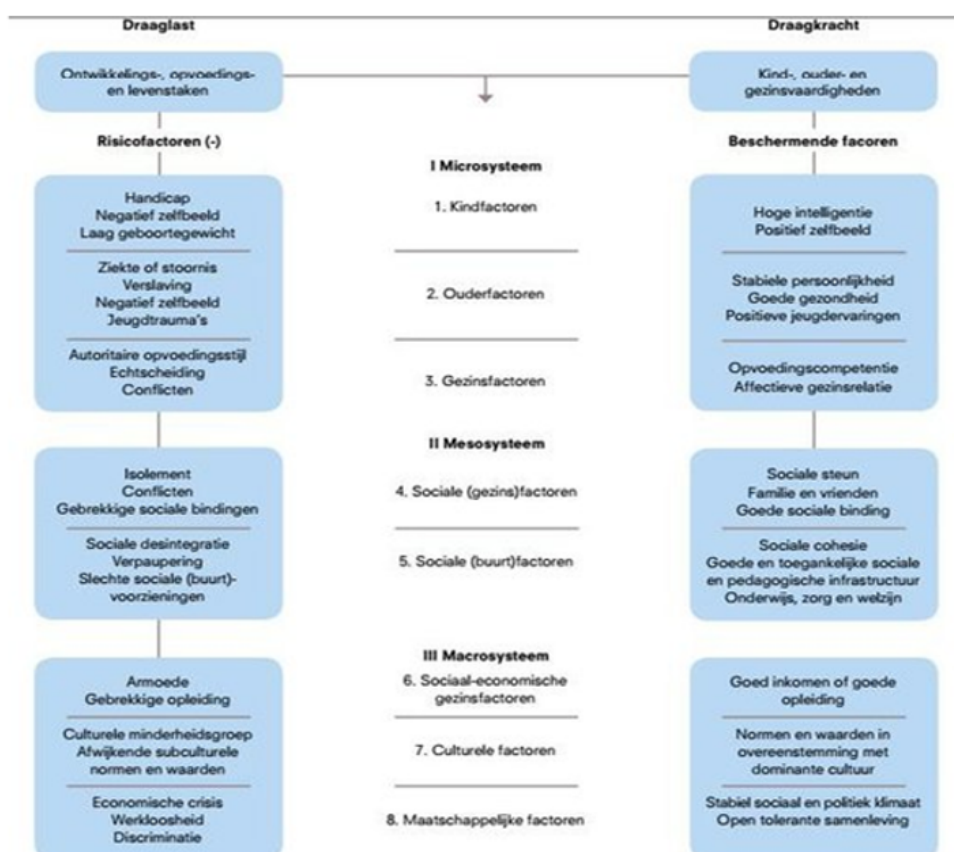 Draaglast
Draagkracht
Ontwikkelings-, opvoedings-
en levenstaken
Kind-, ouder- en
gezinsvaardigheden
Risicofactoren (-)
Beschermende facoren
I Microsysteem
Handicap
Negatief zelfbeeld
Laag geboortegewicht
1. Kindfactoren
Hoge intelligentie
Positief zelfbeeld
Ziekte of stoornis
Verslaving
Negatief zelfbeeld
Jeugdtrauma's
2. Ouderfactoren
Stabiele persoonlijkheid
Goede gezondheid
Positieve jeugdervaringen
Autoritaire opvoedingsstijl
Echtscheiding
Conflicten
3. Gezinsfactoren
Opvoedingscompetentie
Affectieve gezinsrelatie
II Mesosysteem
Isolement
Conflicten
Gebrekkige sociale bindingen
4. Sociale (gezins)factoren
Sociale steun
Familie en vrienden
Goede sociale binding
Sociale desintegratie
Verpaupering
Slechte sociale (buurt)-
voorzieningen
5. Sociale (buurt)factoren
Sociale cohesie
Goede en toegankelijke sociale
en pedagogische infrastructuur
Onderwijs, zorg en welzijn
III Macrosysteem
Armoede
Gebrekkige opleiding
6. Sociaal-economische
gezinsfactoren
Goed inkomen of goede
opleiding
Culturele minderheidsgroep
Afwijkende subculturele
normen en waarden
7. Culturele factoren
Normen en waarden in
overeenstemming met
dominante cultuur
Economische crisis
Werkloosheid
Discriminatie
8. Maatschappelijke factoren
Stabiel sociaal en politiek klimaat
Open tolerante samenleving